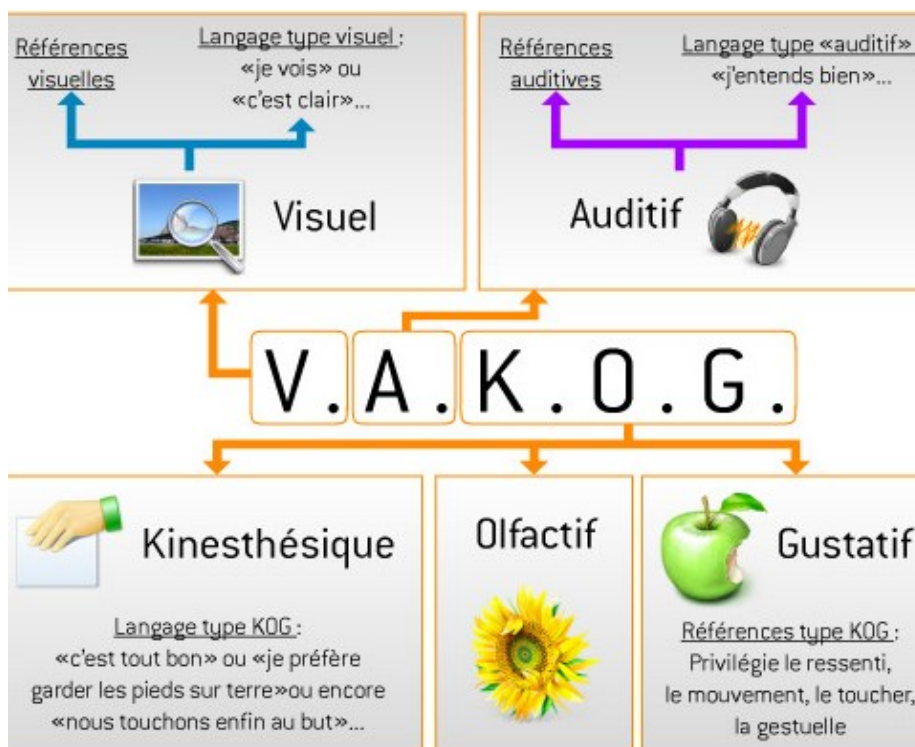 Références
visuelles
Langage type visuel :
«je vois» ou
«c'est clair»...
Visuel
Références
auditives
Langage type «auditif»
«j'entends bien»...
Auditif
V.A.K.O.G.
Kinesthésique
Langage type KOG :
«c'est tout bon» ou «je préfère
garder les pieds sur terre»ou encore
«nous touchons enfin au but»...
Olfactif
Gustatif
Références type KOG :
Privilégie le ressenti,
le mouvement, le toucher,
la gestuelle